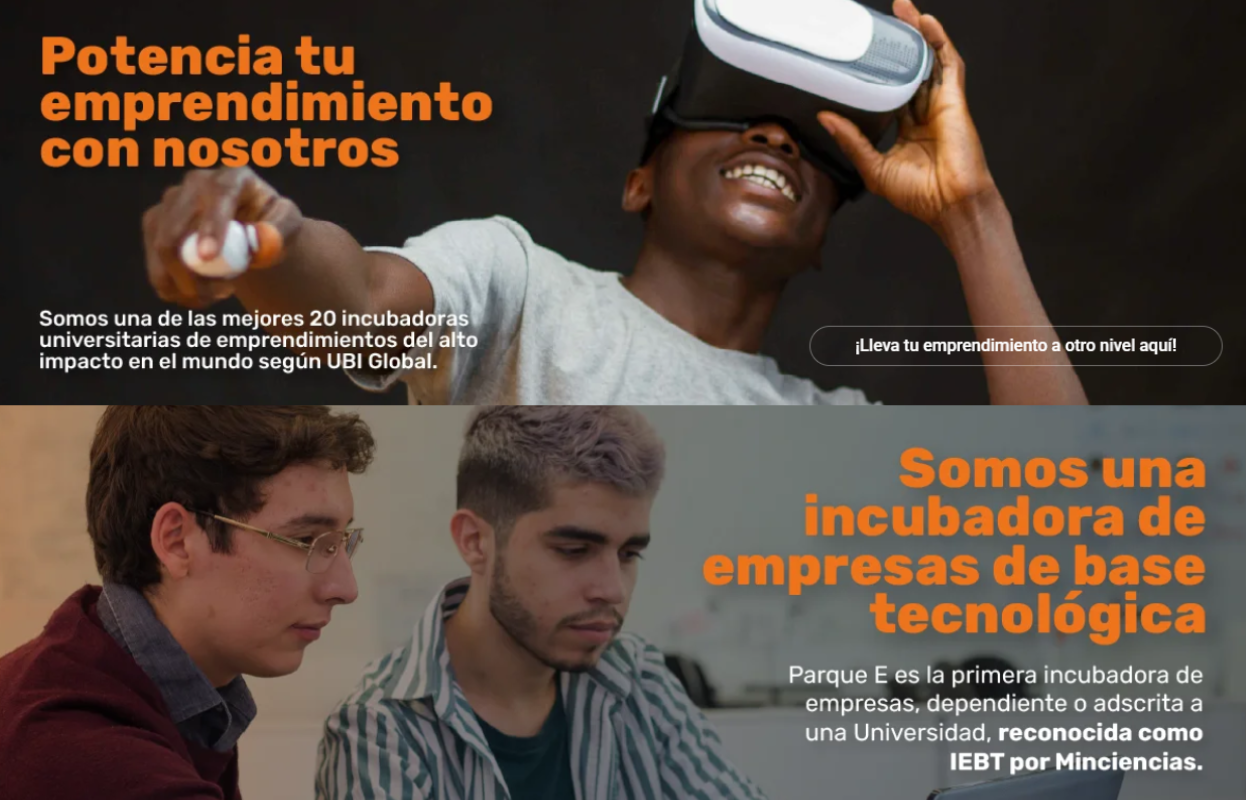 Potencia tu
emprendimiento
con nosotros
Somos una de las mejores 20 incubadoras
universitarias de emprendimientos del alto
impacto en el mundo según UBI Global.
¡Lleva tu emprendimiento a otro nivel aquí!
Somos una
incubadora de
empresas de base
tecnológica
Parque E es la primera incubadora de
empresas, dependiente o adscrita a
una Universidad, reconocida como
IEBT por Minciencias.